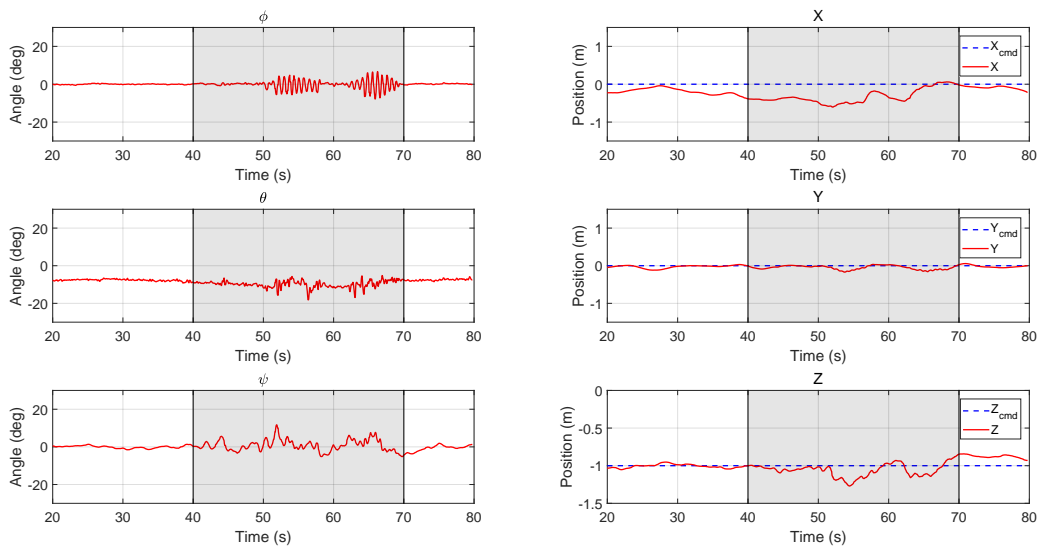 ϕ
20
0
-20
Angle (deg)
20 30 40 50 60 70 80
Time (s)
X
1
0
-1
Position (m)
X_cmd
X
20 30 40 50 60 70 80
Time (s)
θ
20
0
-20
Angle (deg)
20 30 40 50 60 70 80
Time (s)
Y
1
0
-1
Position (m)
Y_cmd
Y
20 30 40 50 60 70 80
Time (s)
ψ
20
0
-20
Angle (deg)
20 30 40 50 60 70 80
Time (s)
Z
0
-0.5
-1
-1.5
Position (m)
Z_cmd
Z
20 30 40 50 60 70 80
Time (s)